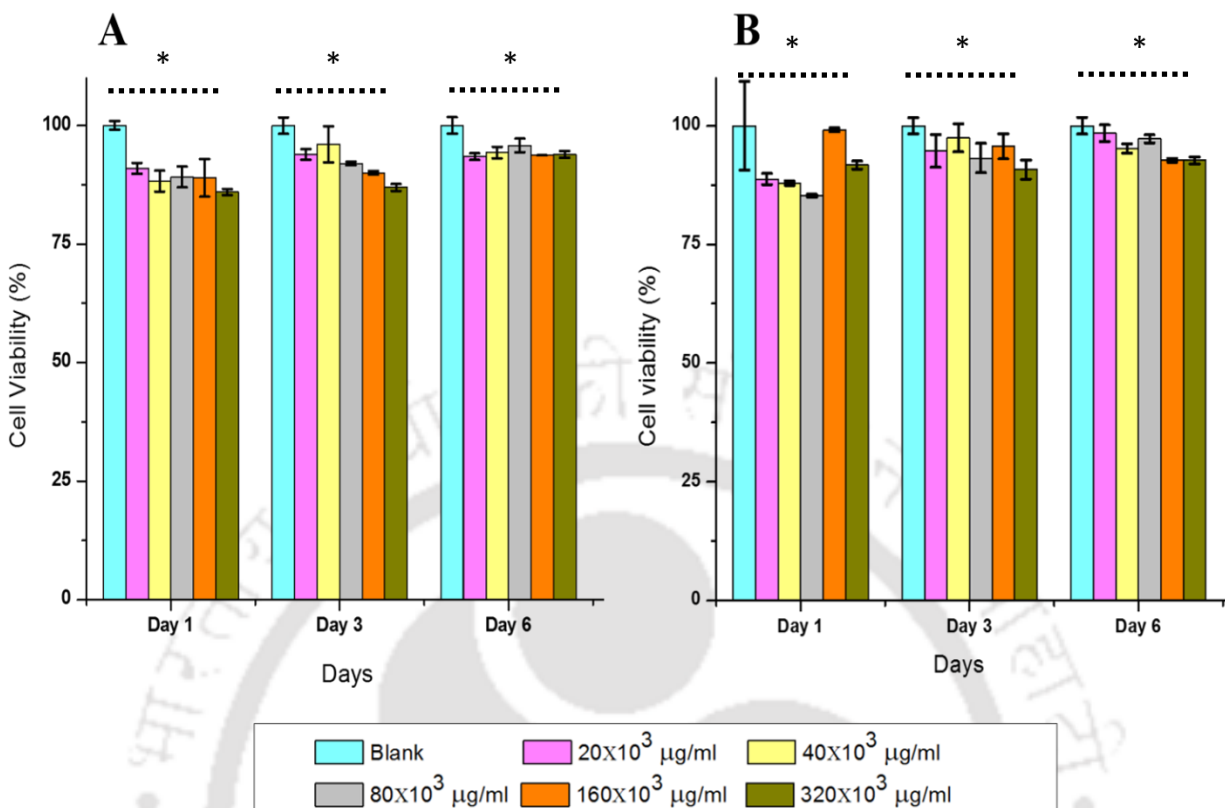 A
B
*
*
*
*
*
*
100
75
50
25
0
Cell Viability (%)
Day 1
Day 3
Day 6
Days
100
75
50
25
0
Cell viability (%)
Day 1
Day 3
Day 6
Days
Blank
20X10³ µg/ml
40X10³ µg/ml
80X10³ µg/ml
160X10³ µg/ml
320X10³ µg/ml